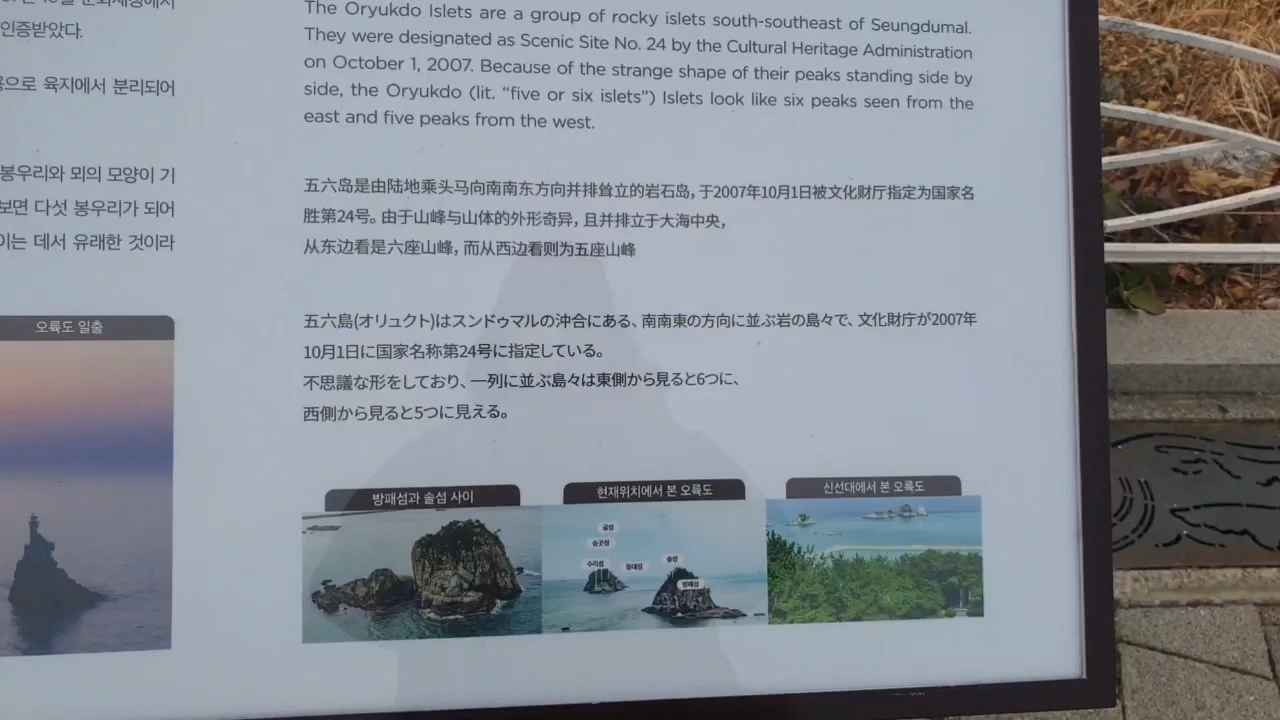 인증받았다.
으로 육지에서 분리되어
봉우리와 뫼의 모양이 기
보면 다섯 봉우리가 되어
이는 데서 유래한 것이라
오륙도 일출
The Oryukdo Islets are a group of rocky islets south-southeast of Seungdumal.
They were designated as Scenic Site No. 24 by the Cultural Heritage Administration
on October 1, 2007. Because of the strange shape of their peaks standing side by
side, the Oryukdo (lit. “five or six islets”) Islets look like six peaks seen from the
east and five peaks from the west.
五六岛是由陆地乘头马向南南东方向并排耸立的岩石岛，于2007年10月1日被文化财厅指定为国家名
胜第24号。由于山峰与山体的外形奇异，且并排立于大海中央，
从东边看是六座山峰，而从西边看则为五座山峰
五六島(オリュクト)はスンドゥマルの沖合にある、南南東の方向に並ぶ岩の島々で、文化財庁が2007年
10月1日に国家名称第24号に指定している。
不思議な形をしており、一列に並ぶ島々は東側から見ると6つに、
西側から見ると5つに見える。
방패섬과 솔섬 사이
현재위치에서 본 오륙도
신선대에서 본 오륙도
굴섬
송곳섬
수리섬
등대섬
솔섬
방패섬